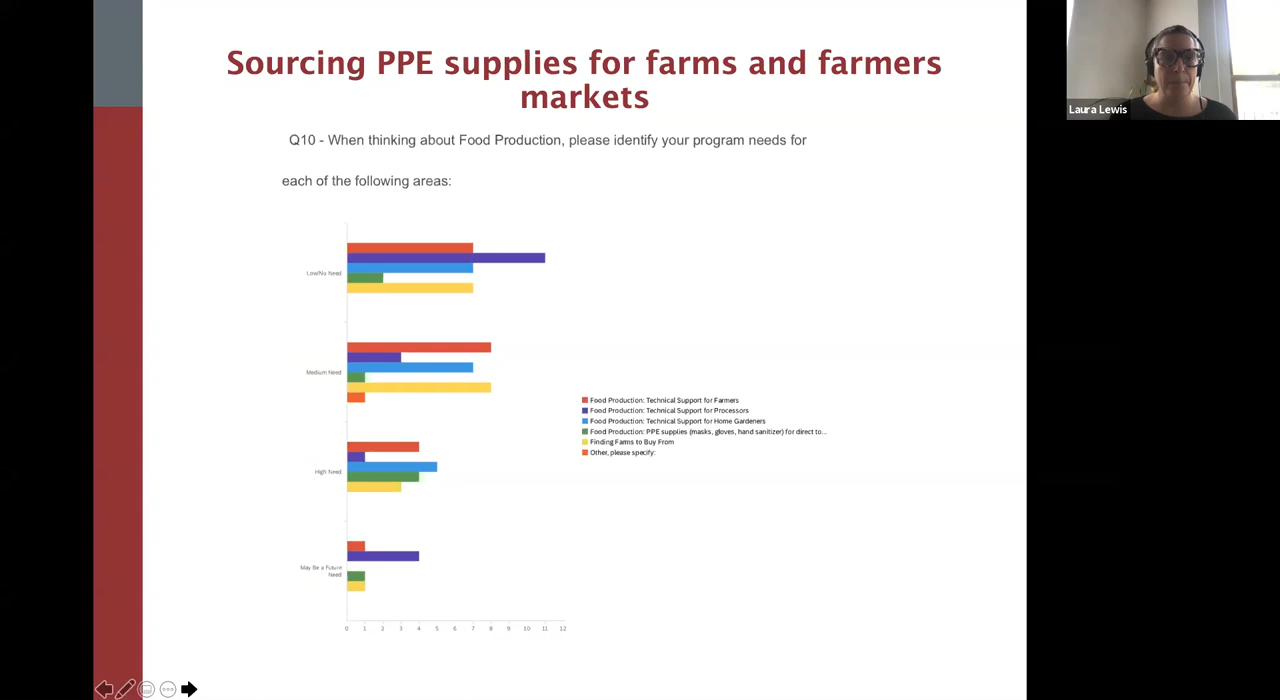 Sourcing PPE supplies for farms and farmers
markets
Laura Lewis
Q10 - When thinking about Food Production, please identify your program needs for
each of the following areas:
Low/No Need
Medium Need
High Need
May Be a Future
Need
Food Production: Technical Support for Farmers
Food Production: Technical Support for Processors
Food Production: Technical Support for Home Gardeners
Food Production: PPE supplies (masks, gloves, hand sanitizer) for direct to...
Finding Farms to Buy From
Other, please specify:
0 1 2 3 4 5 6 7 8 9 10 11 12